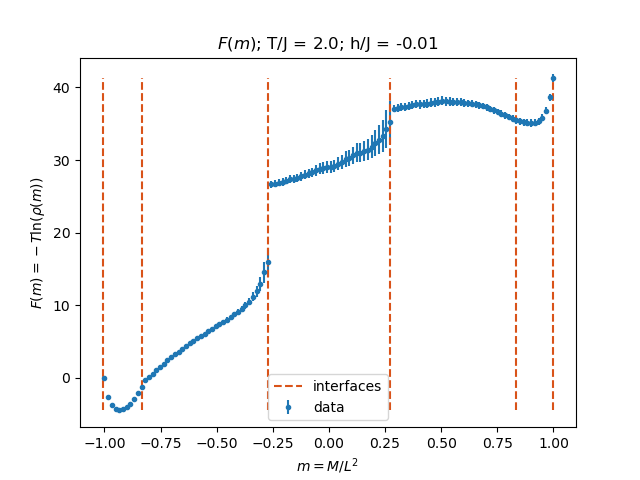 F(m); T/J = 2.0; h/J = -0.01
F(m) = −Tln(ρ(m))
40
30
20
10
0
interfaces
data
−1.00 −0.75 −0.50 −0.25 0.00 0.25 0.50 0.75 1.00
m = M/L²